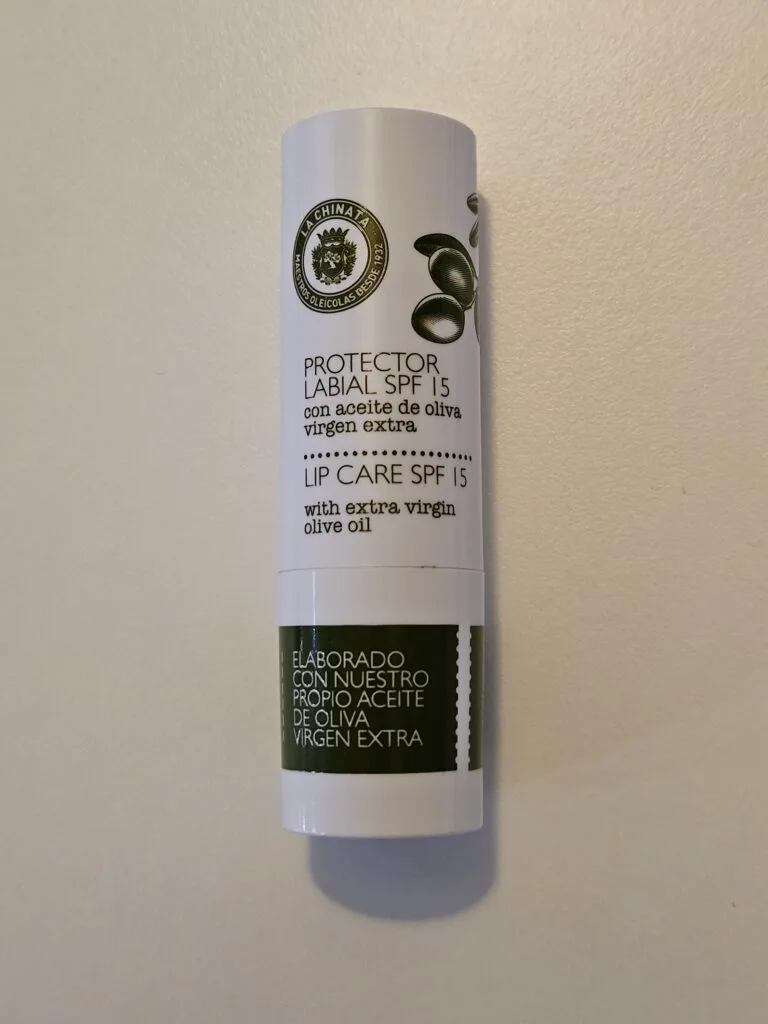 LA CHINATA
MAESTROS OLEÍCOLAS DESDE 1932
PROTECTOR
LABIAL SPF 15
con aceite de oliva
virgen extra
LIP CARE SPF 15
with extra virgin
olive oil
ELABORADO
CON NUESTRO
PROPIO ACEITE
DE OLIVA
VIRGEN EXTRA